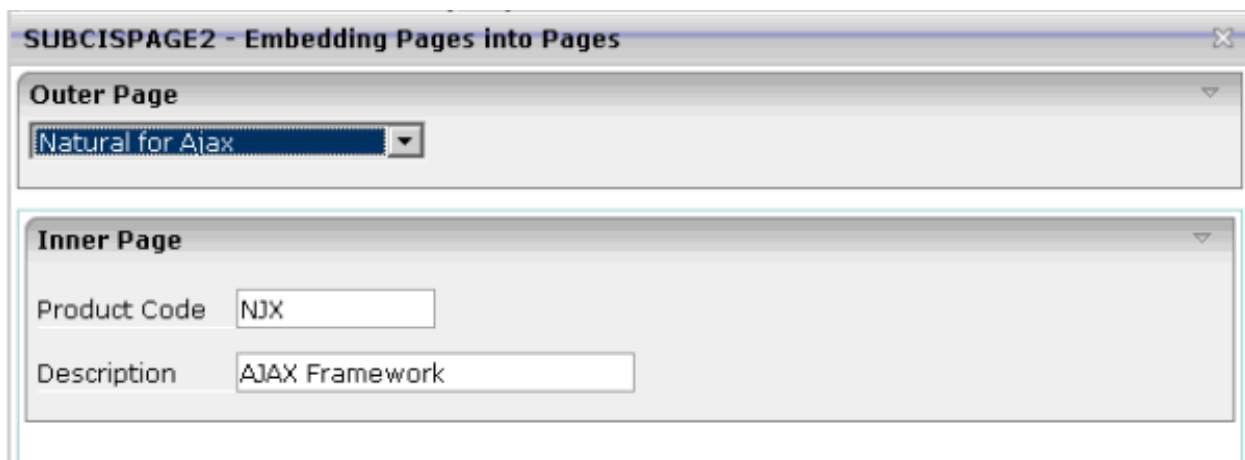 SUBCISPAGE2 - Embedding Pages into Pages
Outer Page
Natural for Ajax
Inner Page
Product Code NJX
Description AJAX Framework